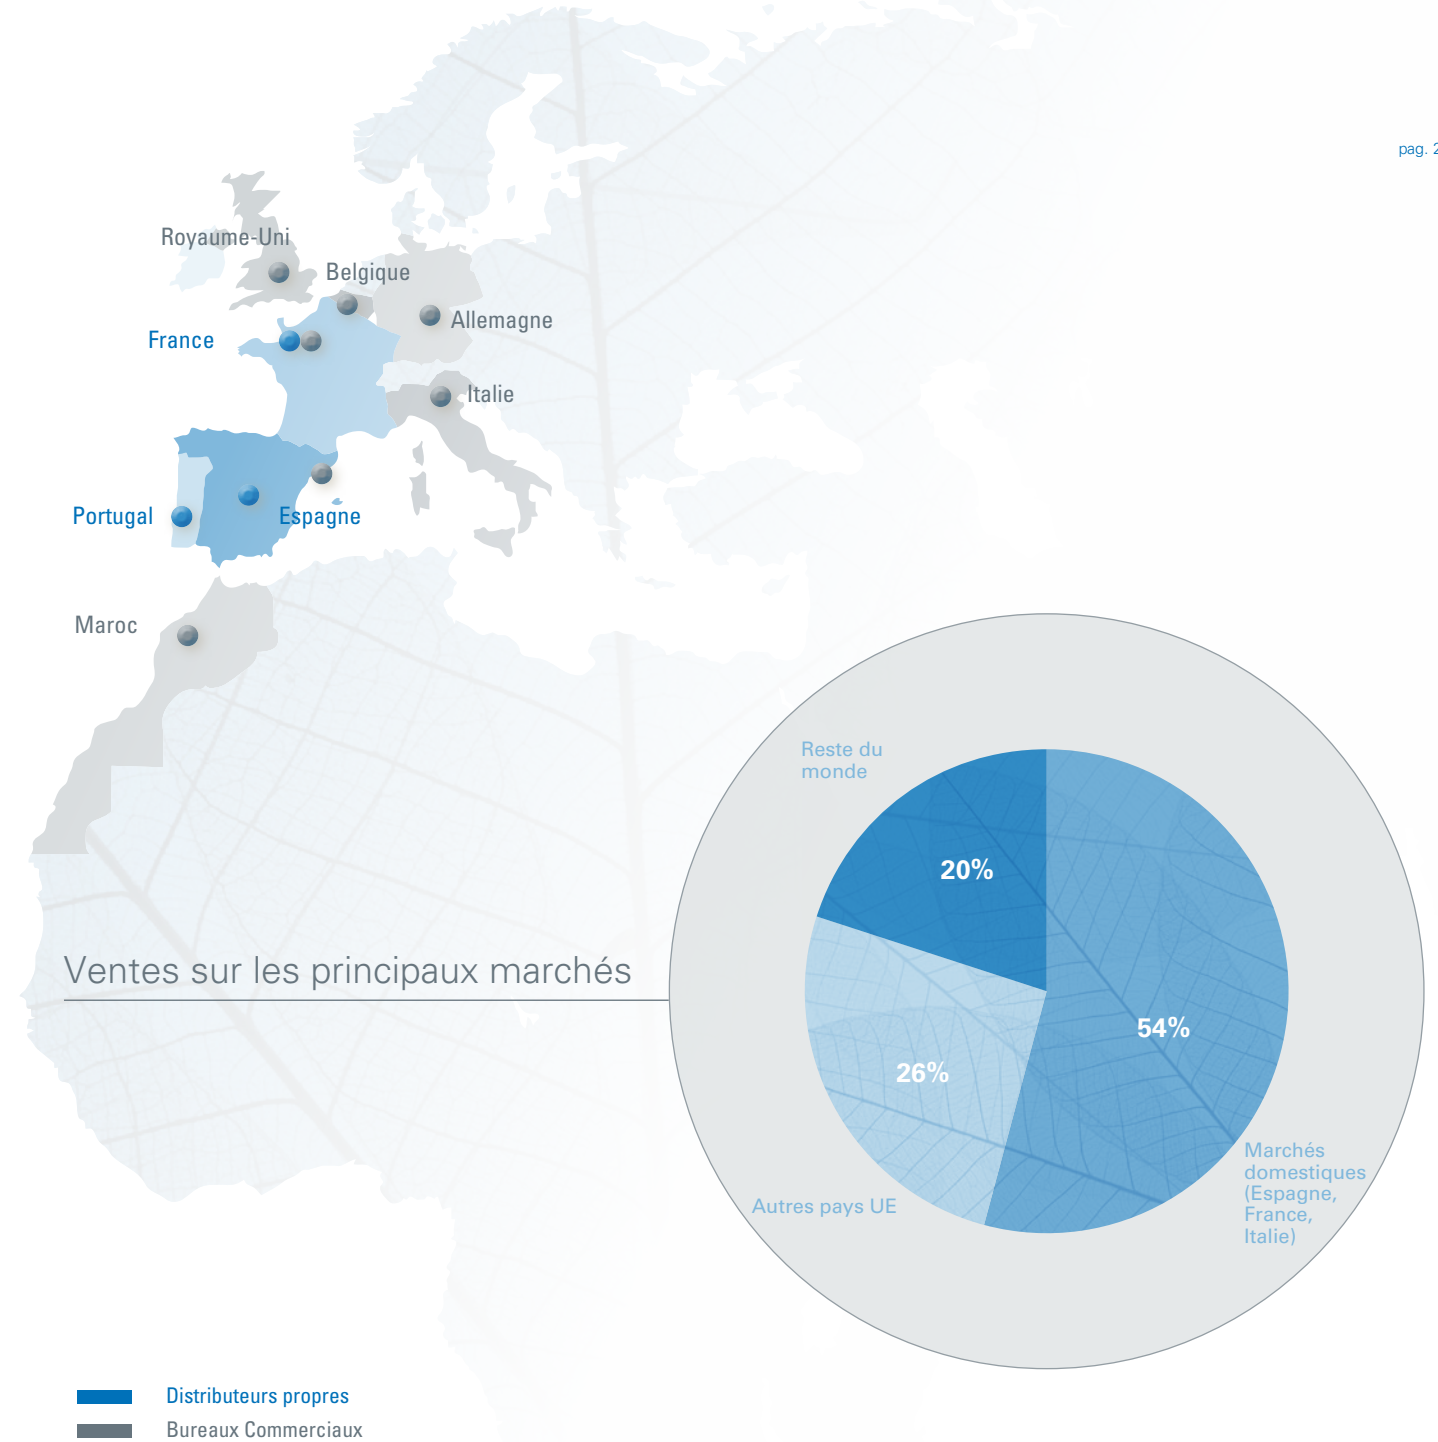 pag. 2
Royaume-Uni
Belgique
Allemagne
France
Italie
Portugal
Espagne
Maroc
Reste du
monde
20%
Ventes sur les principaux marchés
54%
26%
Marchés
domestiques
(Espagne,
France,
Italie)
Autres pays UE
Distributeurs propres
Bureaux Commerciaux